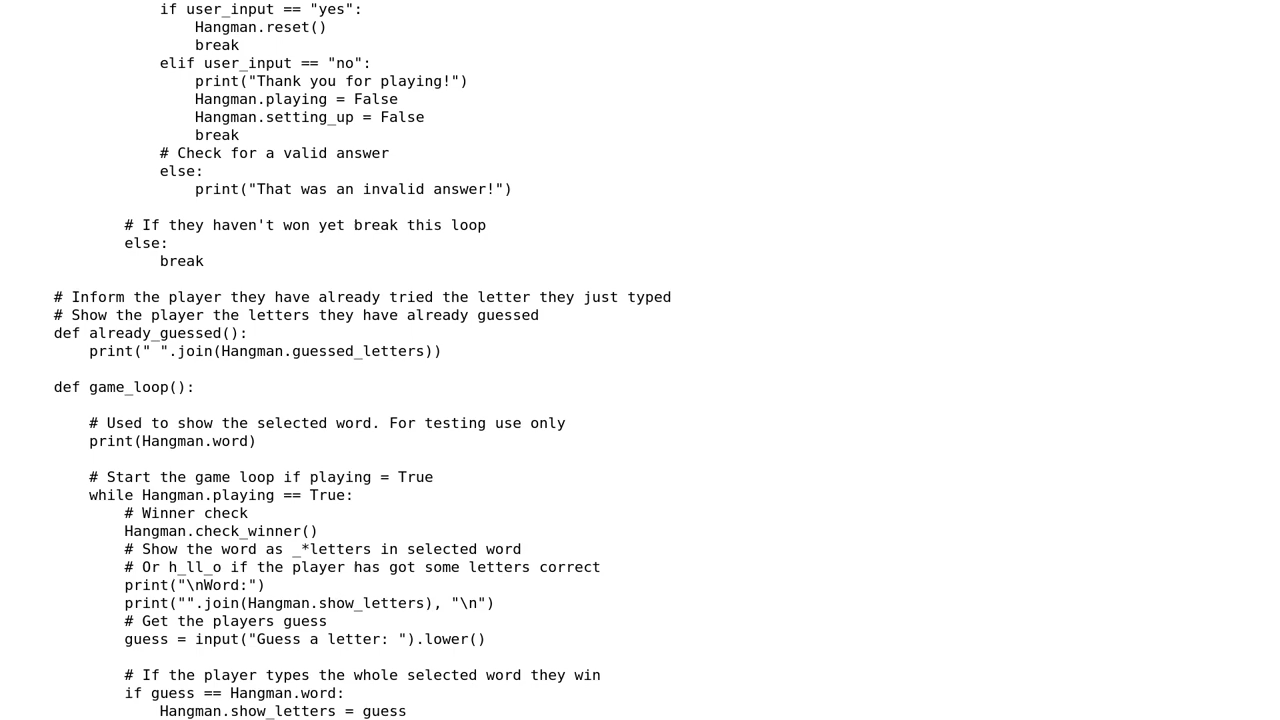 if user_input == "yes":
                Hangman.reset()
                break
            elif user_input == "no":
                print("Thank you for playing!")
                Hangman.playing = False
                Hangman.setting_up = False
                break
            # Check for a valid answer
            else:
                print("That was an invalid answer!")

        # If they haven't won yet break this loop
        else:
            break

# Inform the player they have already tried the letter they just typed
# Show the player the letters they have already guessed
def already_guessed():
    print(" ".join(Hangman.guessed_letters))

def game_loop():

    # Used to show the selected word. For testing use only
    print(Hangman.word)

    # Start the game loop if playing = True
    while Hangman.playing == True:
        # Winner check
        Hangman.check_winner()
        # Show the word as _*letters in selected word
        # Or h_ll_o if the player has got some letters correct
        print("\nWord:")
        print("".join(Hangman.show_letters), "\n")
        # Get the players guess
        guess = input("Guess a letter: ").lower()

        # If the player types the whole selected word they win
        if guess == Hangman.word:
            Hangman.show_letters = guess